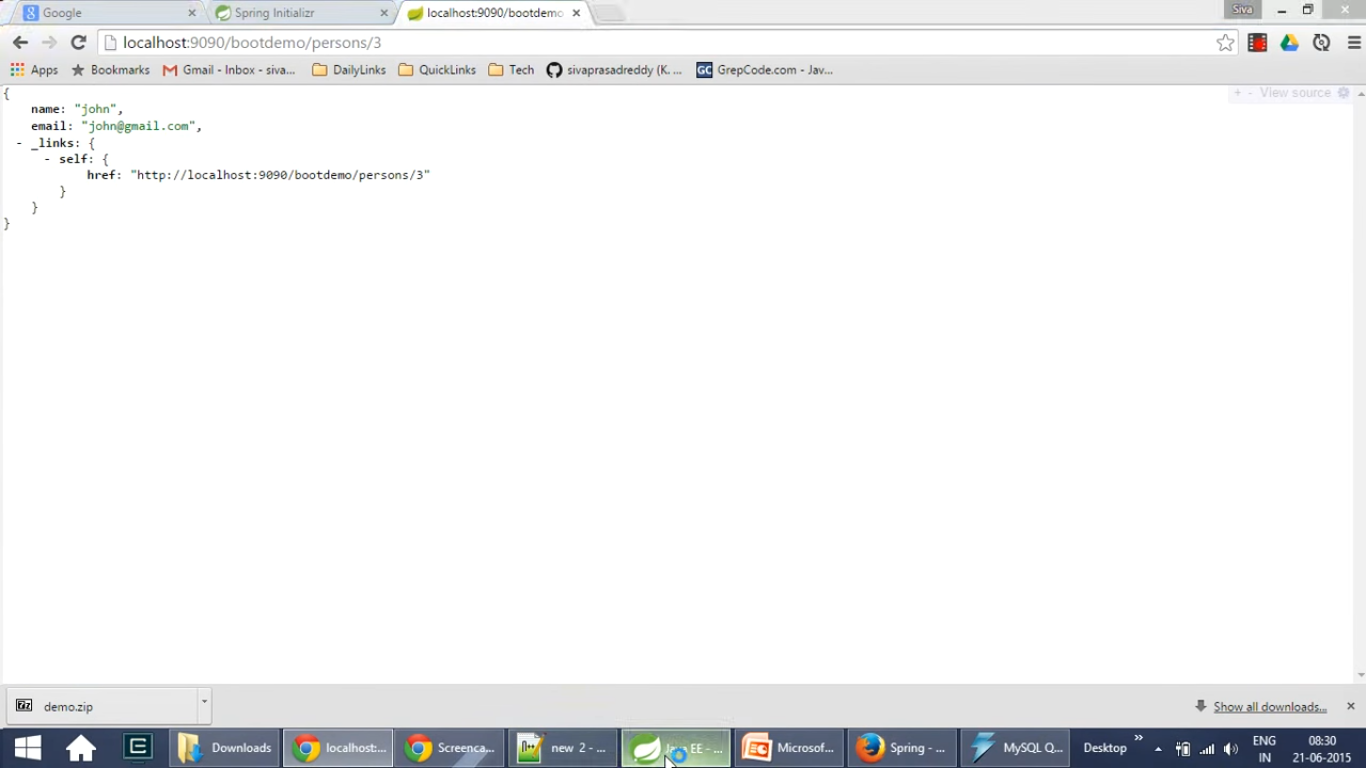 Google
Spring Initializr
localhost:9090/bootdemo
Siva
localhost:9090/bootdemo/persons/3
Apps
Bookmarks
Gmail - Inbox - siva...
DailyLinks
QuickLinks
Tech
sivaprasadreddy (K. ...
GC
GrepCode.com - Jav...
{
+ - View source
name: "john",
email: "john@gmail.com",
- _links: {
- self: {
href: "http://localhost:9090/bootdemo/persons/3"
}
}
}
demo.zip
Show all downloads...
Downloads
localhost:...
Screenca...
new 2 - ...
Java EE - ...
Microsof...
Spring - ...
MySQL Q...
Desktop
»
ENG
IN
08:30
21-06-2015